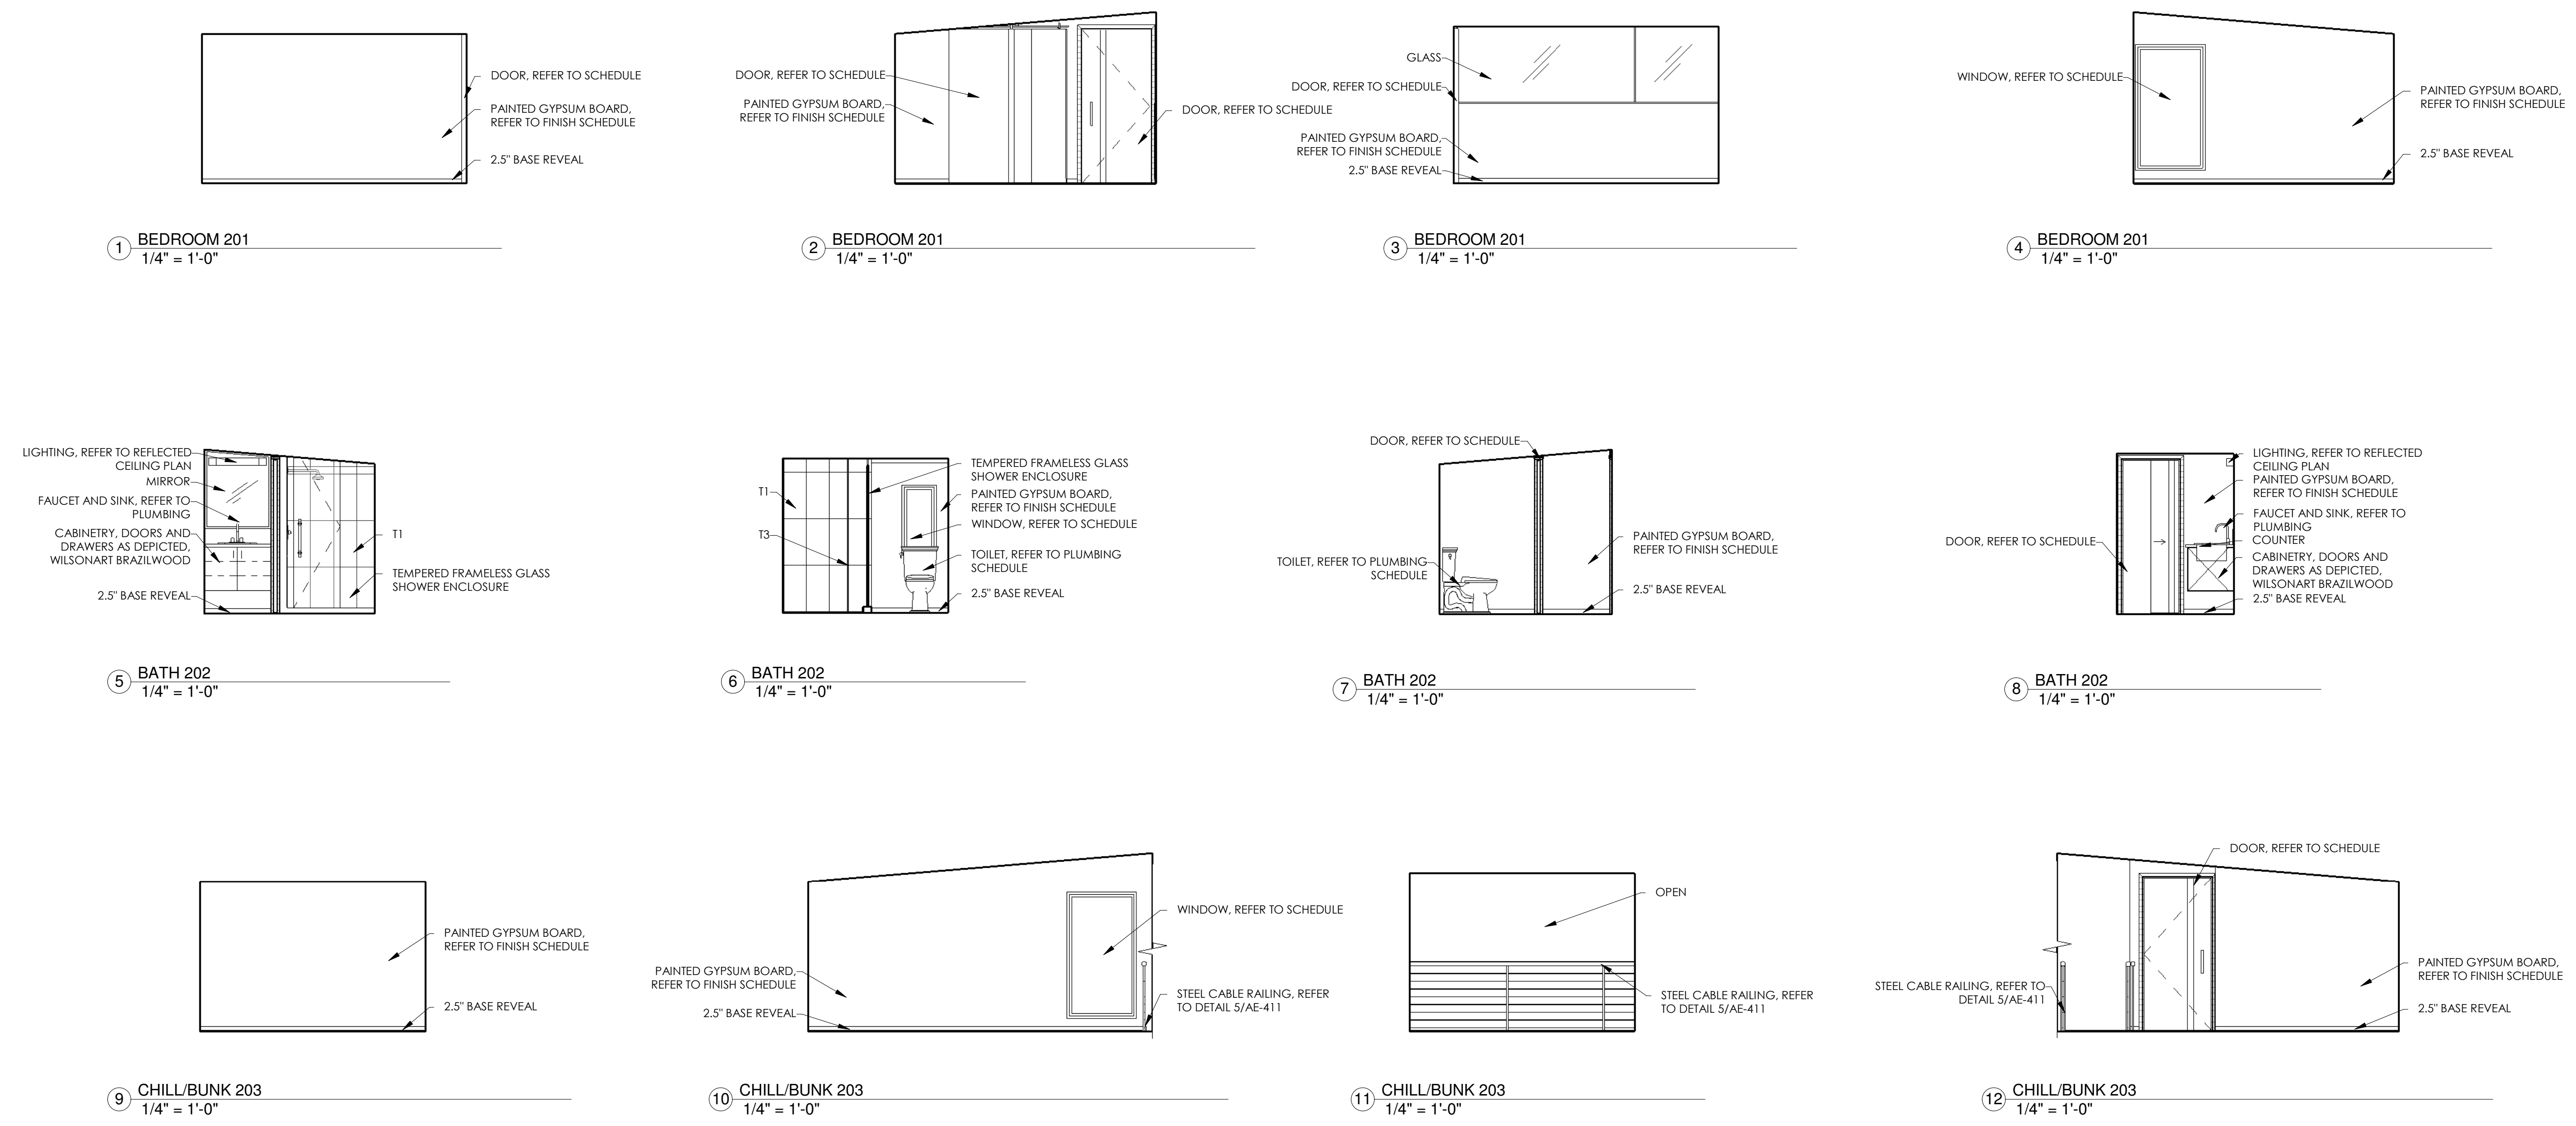 DOOR, REFER TO SCHEDULE
PAINTED GYPSUM BOARD,
REFER TO FINISH SCHEDULE
2.5" BASE REVEAL
1
BEDROOM 201
1/4" = 1'-0"
DOOR, REFER TO SCHEDULE
PAINTED GYPSUM BOARD,
REFER TO FINISH SCHEDULE
DOOR, REFER TO SCHEDULE
2
BEDROOM 201
1/4" = 1'-0"
GLASS
DOOR, REFER TO SCHEDULE
PAINTED GYPSUM BOARD,
REFER TO FINISH SCHEDULE
2.5" BASE REVEAL
3
BEDROOM 201
1/4" = 1'-0"
WINDOW, REFER TO SCHEDULE
PAINTED GYPSUM BOARD,
REFER TO FINISH SCHEDULE
2.5" BASE REVEAL
4
BEDROOM 201
1/4" = 1'-0"
LIGHTING, REFER TO REFLECTED
CEILING PLAN
MIRROR
FAUCET AND SINK, REFER TO
PLUMBING
CABINETRY, DOORS AND
DRAWERS AS DEPICTED,
WILSONART BRAZILWOOD
2.5" BASE REVEAL
T1
TEMPERED FRAMELESS GLASS
SHOWER ENCLOSURE
5
BATH 202
1/4" = 1'-0"
T1
T3
TEMPERED FRAMELESS GLASS
SHOWER ENCLOSURE
PAINTED GYPSUM BOARD,
REFER TO FINISH SCHEDULE
WINDOW, REFER TO SCHEDULE
TOILET, REFER TO PLUMBING
SCHEDULE
2.5" BASE REVEAL
6
BATH 202
1/4" = 1'-0"
DOOR, REFER TO SCHEDULE
TOILET, REFER TO PLUMBING
SCHEDULE
PAINTED GYPSUM BOARD,
REFER TO FINISH SCHEDULE
2.5" BASE REVEAL
7
BATH 202
1/4" = 1'-0"
DOOR, REFER TO SCHEDULE
LIGHTING, REFER TO REFLECTED
CEILING PLAN
PAINTED GYPSUM BOARD,
REFER TO FINISH SCHEDULE
FAUCET AND SINK, REFER TO
PLUMBING
COUNTER
CABINETRY, DOORS AND
DRAWERS AS DEPICTED,
WILSONART BRAZILWOOD
2.5" BASE REVEAL
8
BATH 202
1/4" = 1'-0"
PAINTED GYPSUM BOARD,
REFER TO FINISH SCHEDULE
2.5" BASE REVEAL
9
CHILL/BUNK 203
1/4" = 1'-0"
PAINTED GYPSUM BOARD,
REFER TO FINISH SCHEDULE
2.5" BASE REVEAL
WINDOW, REFER TO SCHEDULE
STEEL CABLE RAILING, REFER
TO DETAIL 5/AE-411
10
CHILL/BUNK 203
1/4" = 1'-0"
OPEN
STEEL CABLE RAILING, REFER
TO DETAIL 5/AE-411
11
CHILL/BUNK 203
1/4" = 1'-0"
DOOR, REFER TO SCHEDULE
STEEL CABLE RAILING, REFER TO
DETAIL 5/AE-411
PAINTED GYPSUM BOARD,
REFER TO FINISH SCHEDULE
2.5" BASE REVEAL
12
CHILL/BUNK 203
1/4" = 1'-0"